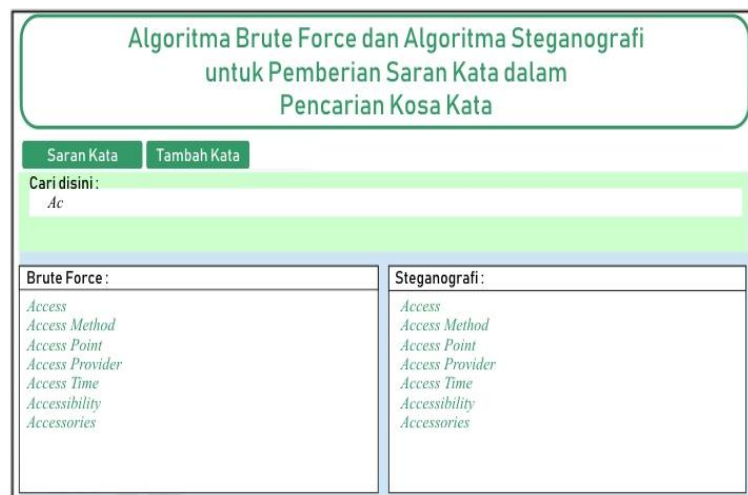 Algoritma Brute Force dan Algoritma Steganografi
untuk Pemberian Saran Kata dalam
Pencarian Kosa Kata
Saran Kata
Tambah Kata
Cari disini :
Ac
Brute Force :
Access
Access Method
Access Point
Access Provider
Access Time
Accessibility
Accessories
Steganografi :
Access
Access Method
Access Point
Access Provider
Access Time
Accessibility
Accessories